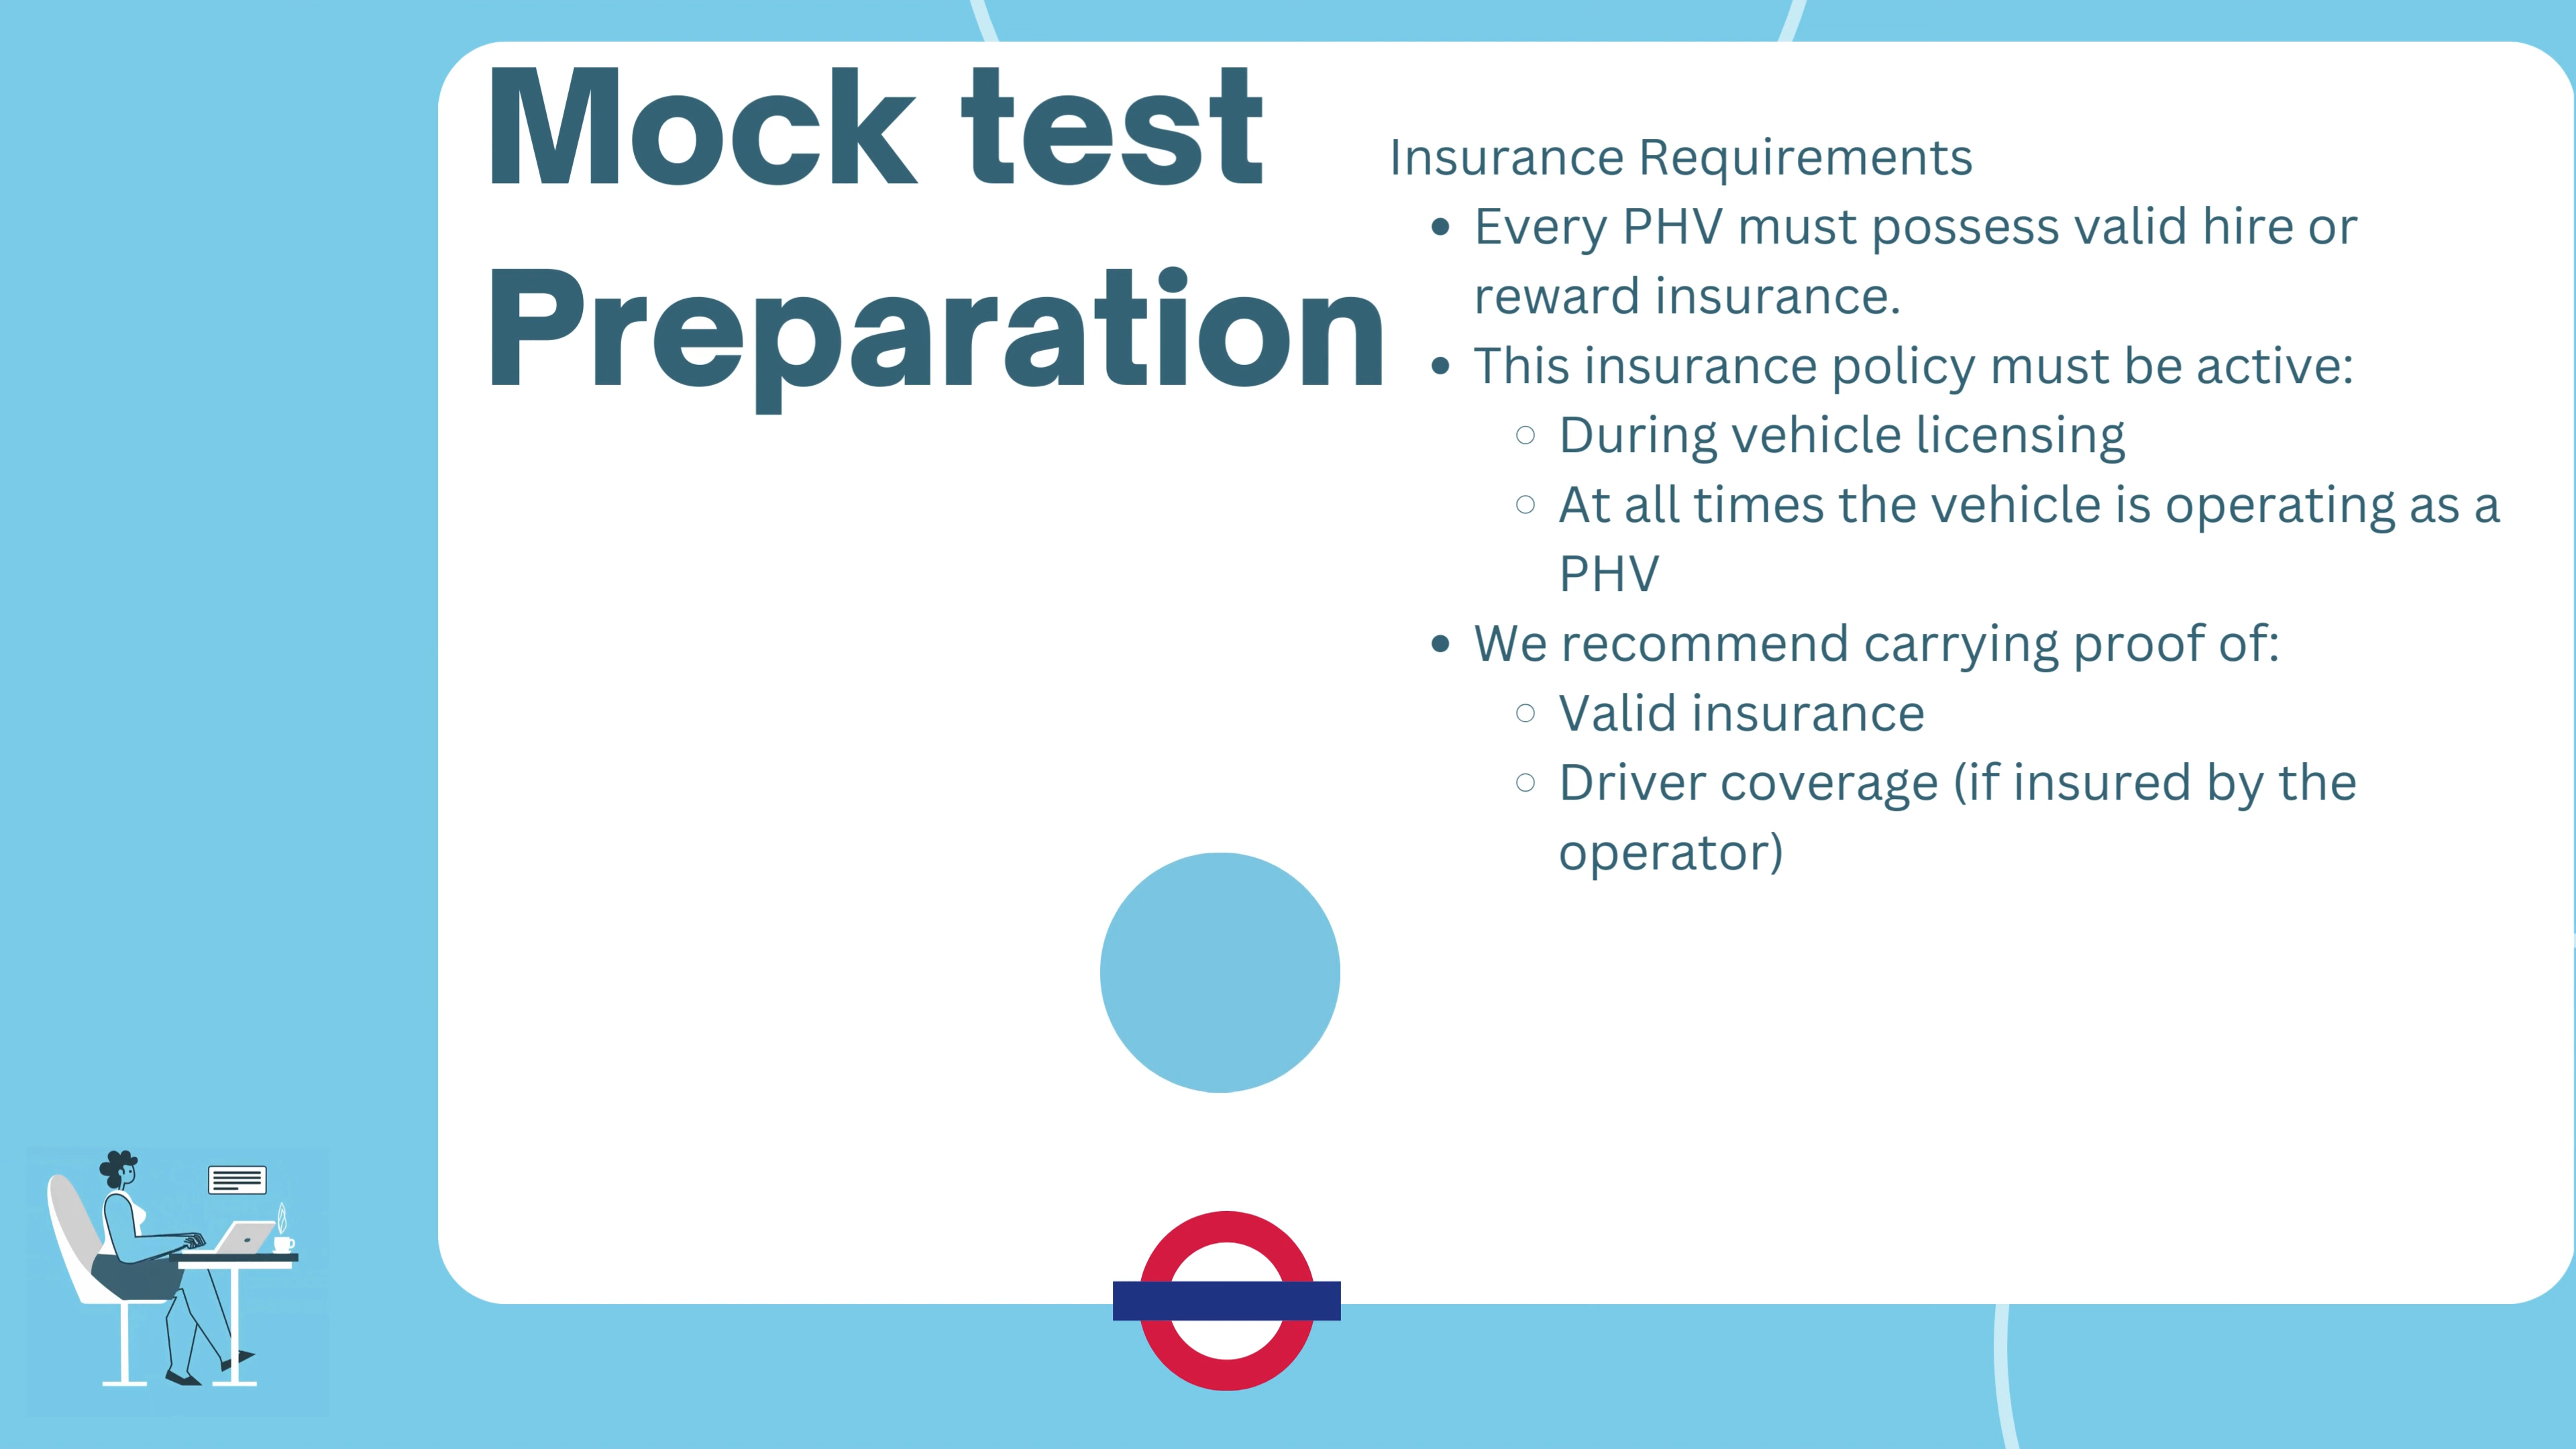 Mock test
Preparation
Insurance Requirements
• Every PHV must possess valid hire or
reward insurance.
• This insurance policy must be active:
○ During vehicle licensing
○ At all times the vehicle is operating as a
PHV
• We recommend carrying proof of:
○ Valid insurance
○ Driver coverage (if insured by the
operator)